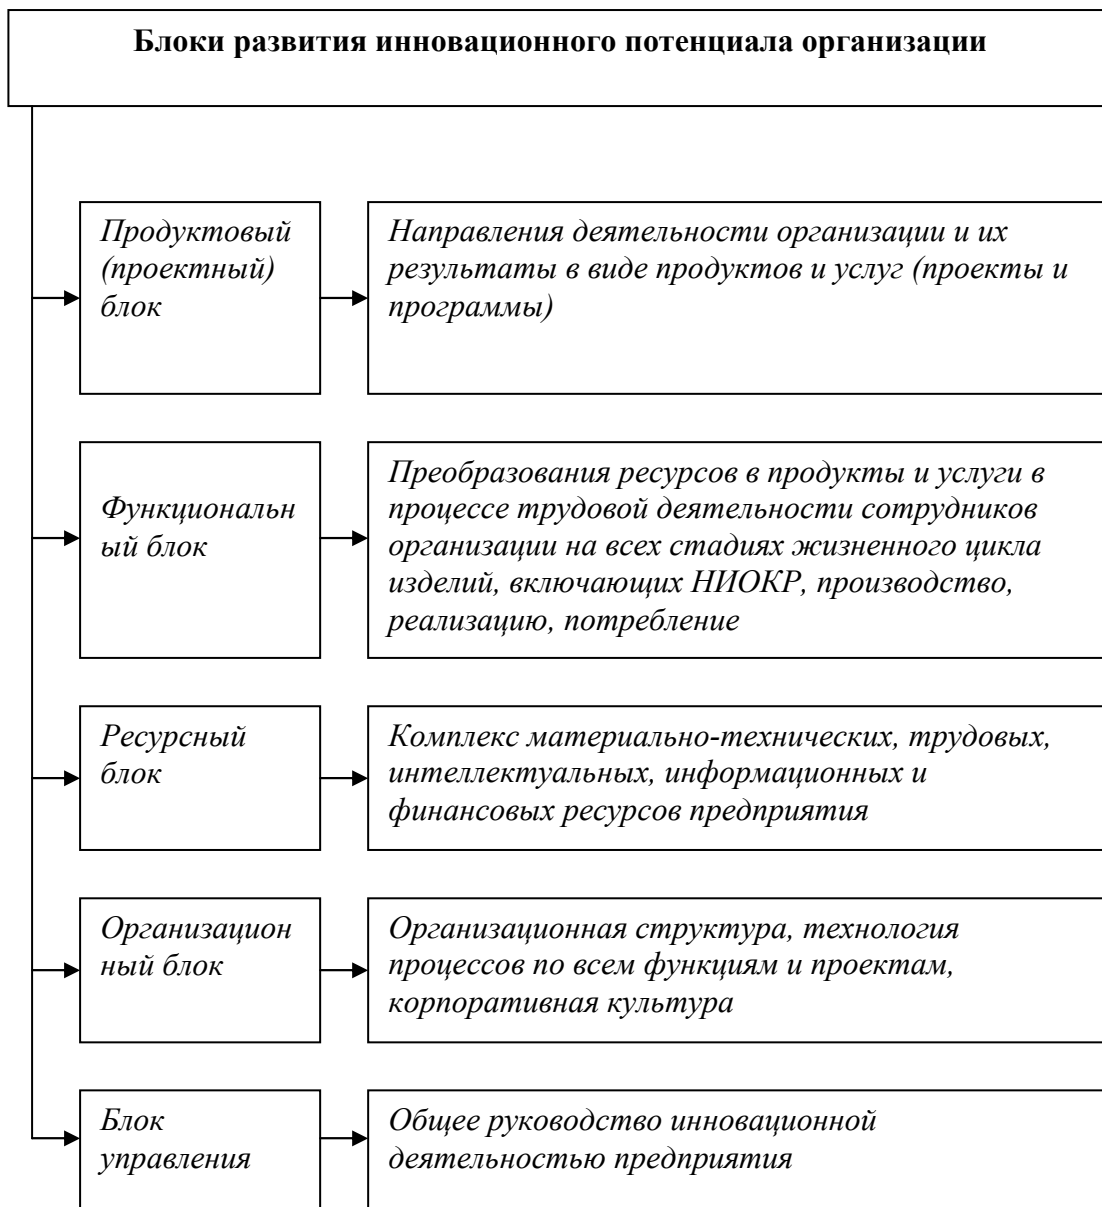 Блоки развития инновационного потенциала организации
Продуктовый
(проектный)
блок
Направления деятельности организации и их
результаты в виде продуктов и услуг (проекты и
программы)
Функциональн
ый блок
Преобразования ресурсов в продукты и услуги в
процессе трудовой деятельности сотрудников
организации на всех стадиях жизненного цикла
изделий, включающих НИОКР, производство,
реализацию, потребление
Ресурсный
блок
Комплекс материально-технических, трудовых,
интеллектуальных, информационных и
финансовых ресурсов предприятия
Организацион
ный блок
Организационная структура, технология
процессов по всем функциям и проектам,
корпоративная культура
Блок
управления
Общее руководство инновационной
деятельностью предприятия